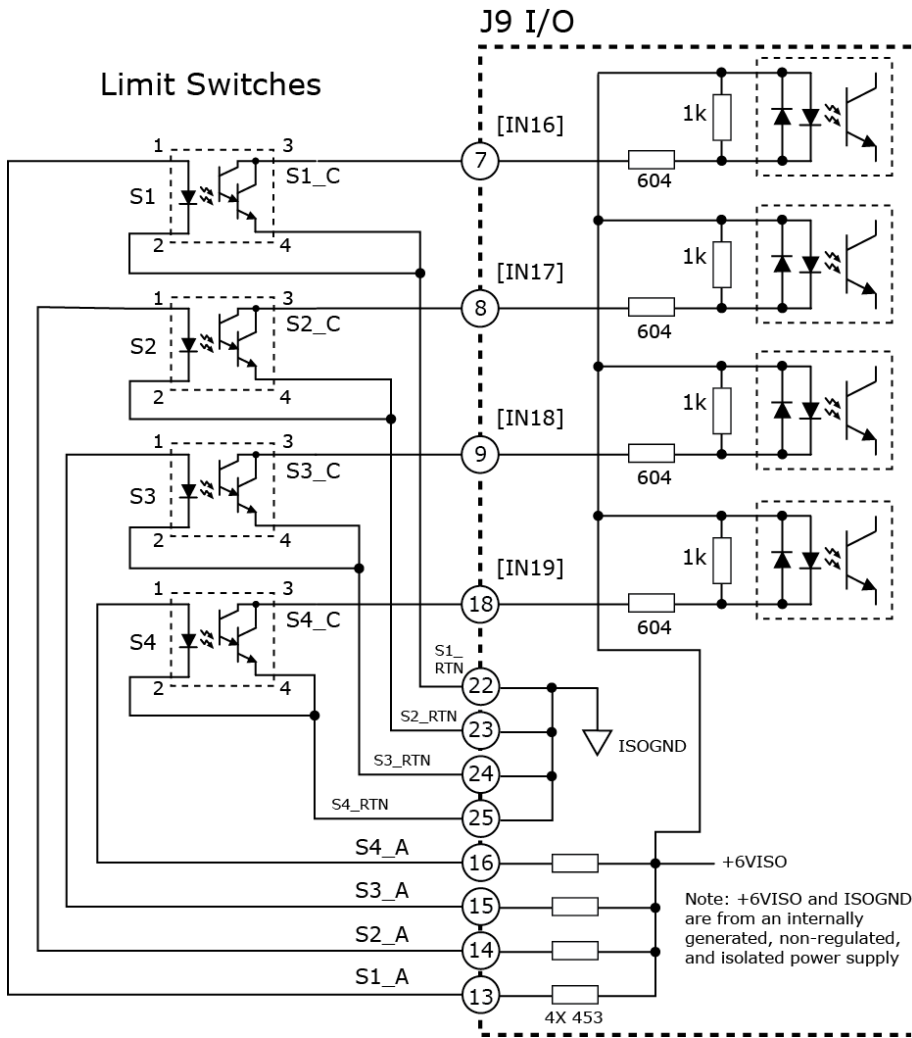 J9 I/O
Limit Switches
1 3 [IN16] 1k
S1 S1_C 7 604
2 4
1 3 [IN17] 1k
S2 S2_C 8 604
2 4
1 3 [IN18] 1k
S3 S3_C 9 604
2 4
1 3 [IN19] 1k
S4 S4_C 18 604
2 4
S1_
RTN
22
S2_RTN 23 ISOGND
S3_RTN 24
S4_RTN 25
S4_A 16 +6VISO
S3_A 15
S2_A 14
S1_A 13
4X 453
Note: +6VISO and ISOGND
are from an internally
generated, non-regulated,
and isolated power supply